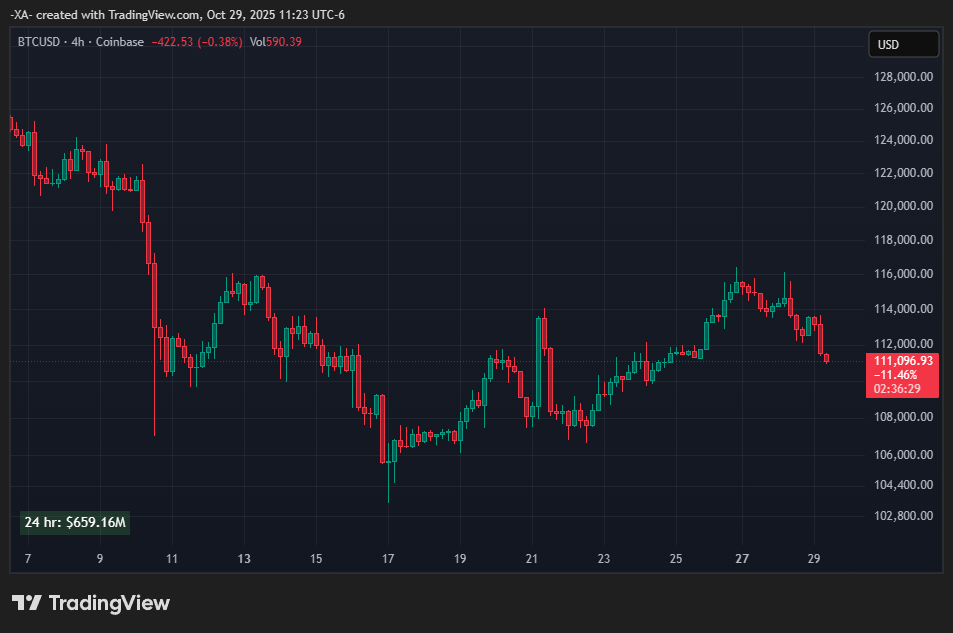 -XA- created with TradingView.com, Oct 29, 2025 11:23 UTC-6
BTCUSD · 4h · Coinbase −422.53 (−0.38%) Vol590.39
USD
128,000.00
126,000.00
124,000.00
122,000.00
120,000.00
118,000.00
116,000.00
114,000.00
112,000.00
111,096.93
−11.46%
02:36:29
108,000.00
106,000.00
104,400.00
102,800.00
24 hr: $659.16M
7 9 11 13 15 17 19 21 23 25 27 29
TradingView